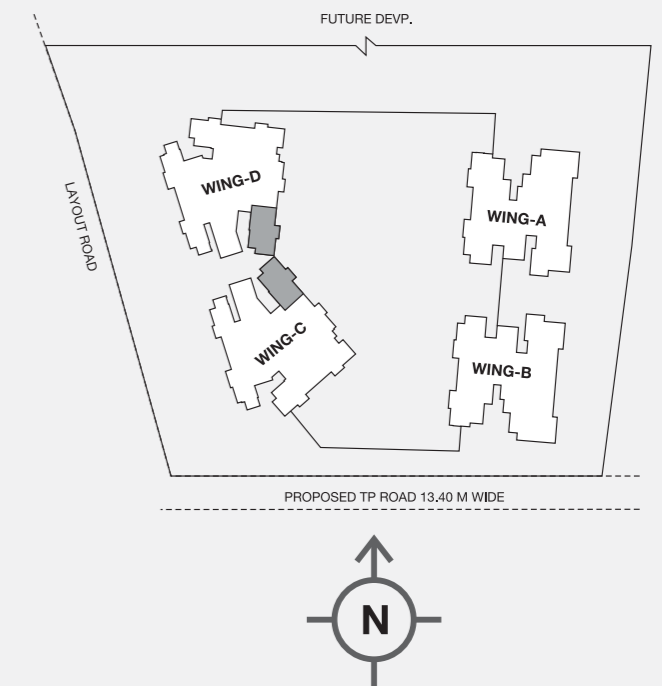 FUTURE DEVP.
WING-D
WING-A
LAYOUT ROAD
WING-C
WING-B
PROPOSED TP ROAD 13.40 M WIDE
N